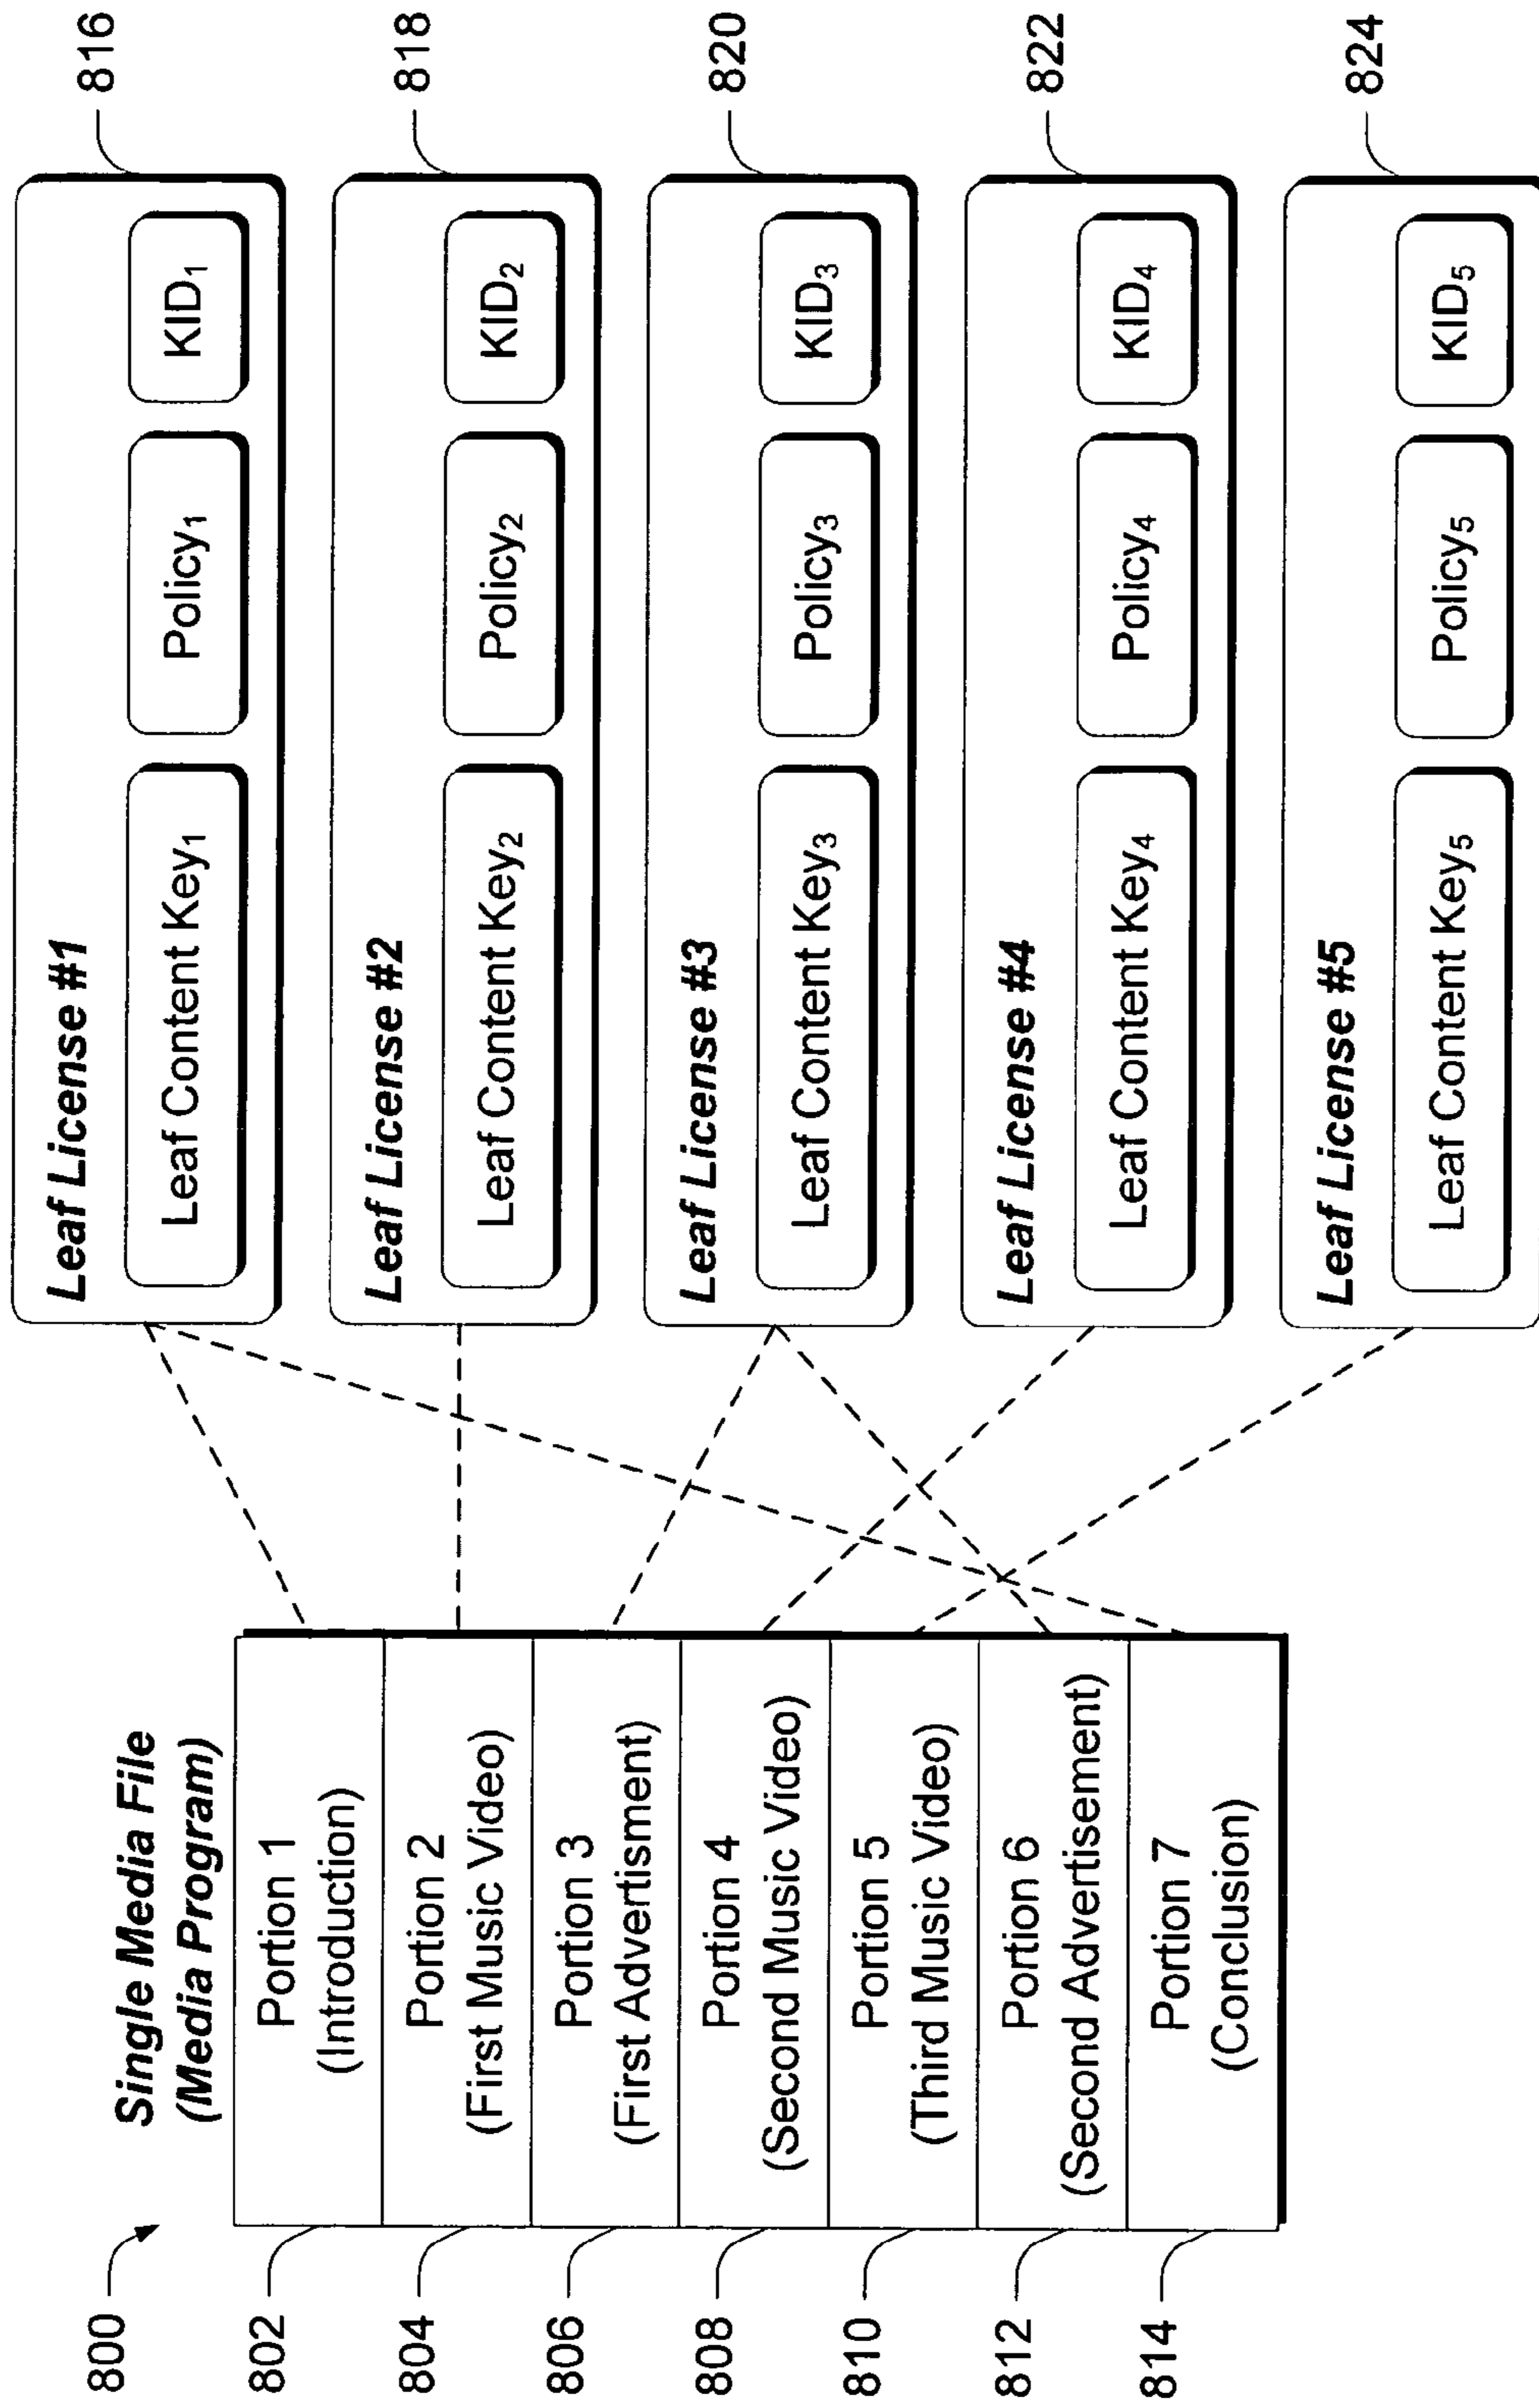 800
Single Media File
(Media Program)
802
Portion 1
(Introduction)
804
Portion 2
(First Music Video)
806
Portion 3
(First Advertisment)
808
Portion 4
(Second Music Video)
810
Portion 5
(Third Music Video)
812
Portion 6
(Second Advertisement)
814
Portion 7
(Conclusion)
Leaf License #1
Leaf Content Key1
Policy1
KID1
816
Leaf License #2
Leaf Content Key2
Policy2
KID2
818
Leaf License #3
Leaf Content Key3
Policy3
KID3
820
Leaf License #4
Leaf Content Key4
Policy4
KID4
822
Leaf License #5
Leaf Content Key5
Policy5
KID5
824